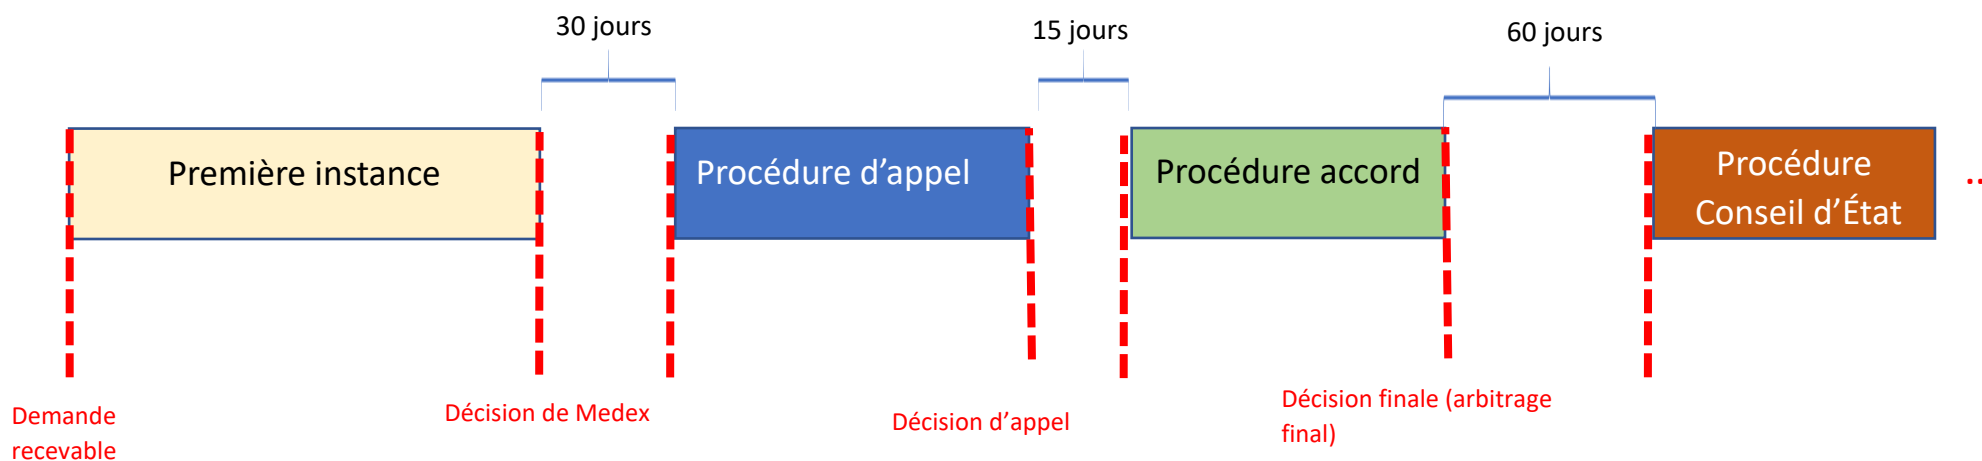 30 jours
15 jours
60 jours
Première instance
Procédure d’appel
Procédure accord
Procédure
Conseil d’État
..
Demande
recevable
Décision de Medex
Décision d’appel
Décision finale (arbitrage
final)